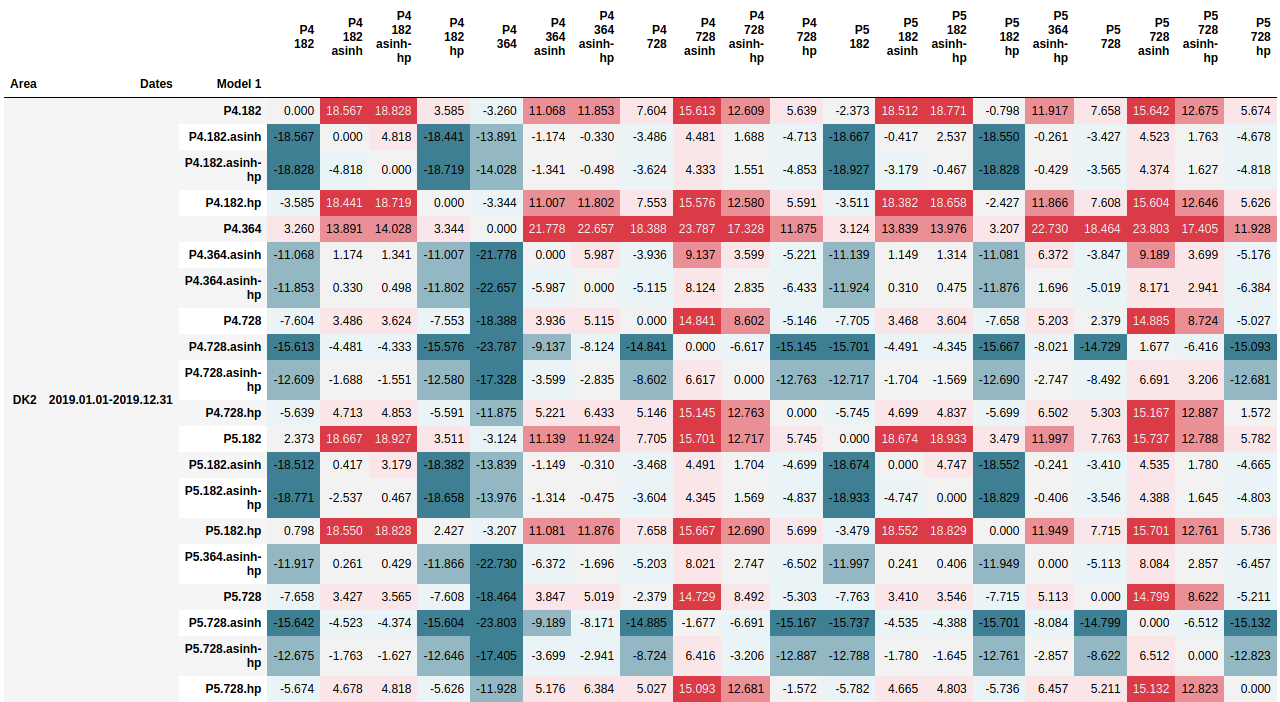 P4 182 P4 182 asinh P4 182 asinh-hp P4 182 hp P4 364 P4 364 asinh P4 364 asinh-hp P4 728 P4 728 asinh P4 728 asinh-hp P4 728 hp P5 182 P5 182 asinh P5 182 asinh-hp P5 182 hp P5 364 asinh-hp P5 728 P5 728 asinh P5 728 asinh-hp P5 728 hp
Area Dates Model 1
P4.182 0.000 18.567 18.828 3.585 -3.260 11.068 11.853 7.604 15.613 12.609 5.639 -2.373 18.512 18.771 -0.798 11.917 7.658 15.642 12.675 5.674
P4.182.asinh -18.567 0.000 4.818 -18.441 -13.891 -1.174 -0.330 -3.486 4.481 1.688 -4.713 -18.667 -0.417 2.537 -18.550 -0.261 -3.427 4.523 1.763 -4.678
P4.182.asinh-hp -18.828 -4.818 0.000 -18.719 -14.028 -1.341 -0.498 -3.624 4.333 1.551 -4.853 -18.927 -3.179 -0.467 -18.828 -0.429 -3.565 4.374 1.627 -4.818
P4.182.hp -3.585 18.441 18.719 0.000 -3.344 11.007 11.802 7.553 15.576 12.580 5.591 -3.511 18.382 18.658 -2.427 11.866 7.608 15.604 12.646 5.626
P4.364 3.260 13.891 14.028 3.344 0.000 21.778 22.657 18.388 23.787 17.328 11.875 3.124 13.839 13.976 3.207 22.730 18.464 23.803 17.405 11.928
P4.364.asinh -11.068 1.174 1.341 -11.007 -21.778 0.000 5.987 -3.936 9.137 3.599 -5.221 -11.139 1.149 1.314 -11.081 6.372 -3.847 9.189 3.699 -5.176
P4.364.asinh-hp -11.853 0.330 0.498 -11.802 -22.657 -5.987 0.000 -5.115 8.124 2.835 -6.433 -11.924 0.310 0.475 -11.876 1.696 -5.019 8.171 2.941 -6.384
P4.728 -7.604 3.486 3.624 -7.553 -18.388 3.936 5.115 0.000 14.841 8.602 -5.146 -7.705 3.468 3.604 -7.658 5.203 2.379 14.885 8.724 -5.027
P4.728.asinh -15.613 -4.481 -4.333 -15.576 -23.787 -9.137 -8.124 -14.841 0.000 -6.617 -15.145 -15.701 -4.491 -4.345 -15.667 -8.021 -14.729 1.677 -6.416 -15.093
P4.728.asinh-hp -12.609 -1.688 -1.551 -12.580 -17.328 -3.599 -2.835 -8.602 6.617 0.000 -12.763 -12.717 -1.704 -1.569 -12.690 -2.747 -8.492 6.691 3.206 -12.681
DK2 2019.01.01-2019.12.31
P4.728.hp -5.639 4.713 4.853 -5.591 -11.875 5.221 6.433 5.146 15.145 12.763 0.000 -5.745 4.699 4.837 -5.699 6.502 5.303 15.167 12.887 1.572
P5.182 2.373 18.667 18.927 3.511 -3.124 11.139 11.924 7.705 15.701 12.717 5.745 0.000 18.674 18.933 3.479 11.997 7.763 15.737 12.788 5.782
P5.182.asinh -18.512 0.417 3.179 -18.382 -13.839 -1.149 -0.310 -3.468 4.491 1.704 -4.699 -18.674 0.000 4.747 -18.552 -0.241 -3.410 4.535 1.780 -4.665
P5.182.asinh-hp -18.771 -2.537 0.467 -18.658 -13.976 -1.314 -0.475 -3.604 4.345 1.569 -4.837 -18.933 -4.747 0.000 -18.829 -0.406 -3.546 4.388 1.645 -4.803
P5.182.hp 0.798 18.550 18.828 2.427 -3.207 11.081 11.876 7.658 15.667 12.690 5.699 -3.479 18.552 18.829 0.000 11.949 7.715 15.701 12.761 5.736
P5.364.asinh-hp -11.917 0.261 0.429 -11.866 -22.730 -6.372 -1.696 -5.203 8.021 2.747 -6.502 -11.997 0.241 0.406 -11.949 0.000 -5.113 8.084 2.857 -6.457
P5.728 -7.658 3.427 3.565 -7.608 -18.464 3.847 5.019 -2.379 14.729 8.492 -5.303 -7.763 3.410 3.546 -7.715 5.113 0.000 14.799 8.622 -5.211
P5.728.asinh -15.642 -4.523 -4.374 -15.604 -23.803 -9.189 -8.171 -14.885 -1.677 -6.691 -15.167 -15.737 -4.535 -4.388 -15.701 -8.084 -14.799 0.000 -6.512 -15.132
P5.728.asinh-hp -12.675 -1.763 -1.627 -12.646 -17.405 -3.699 -2.941 -8.724 6.416 -3.206 -12.887 -12.788 -1.780 -1.645 -12.761 -2.857 -8.622 6.512 0.000 -12.823
P5.728.hp -5.674 4.678 4.818 -5.626 -11.928 5.176 6.384 5.027 15.093 12.681 -1.572 -5.782 4.665 4.803 -5.736 6.457 5.211 15.132 12.823 0.000